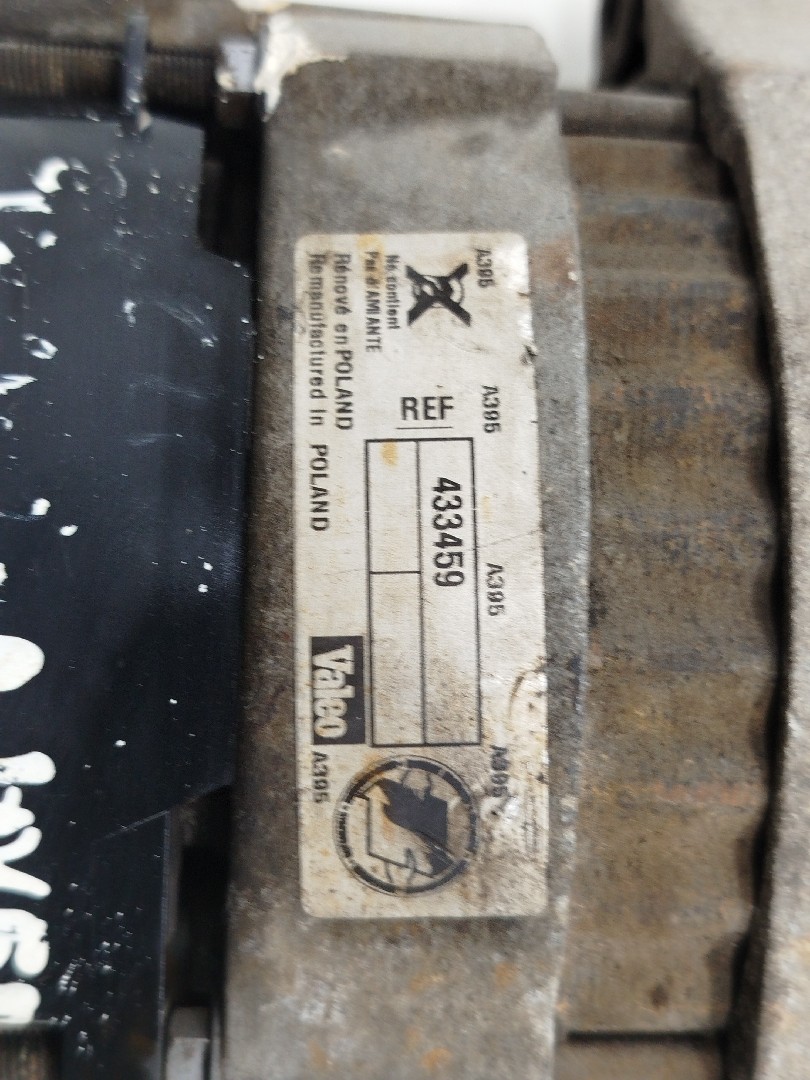 A395
A395
A395
A395
Ne contient
Pas d'AMIANTE
REF
433459
Rénové en POLAND
Remanufactured In POLAND
Valeo
A395